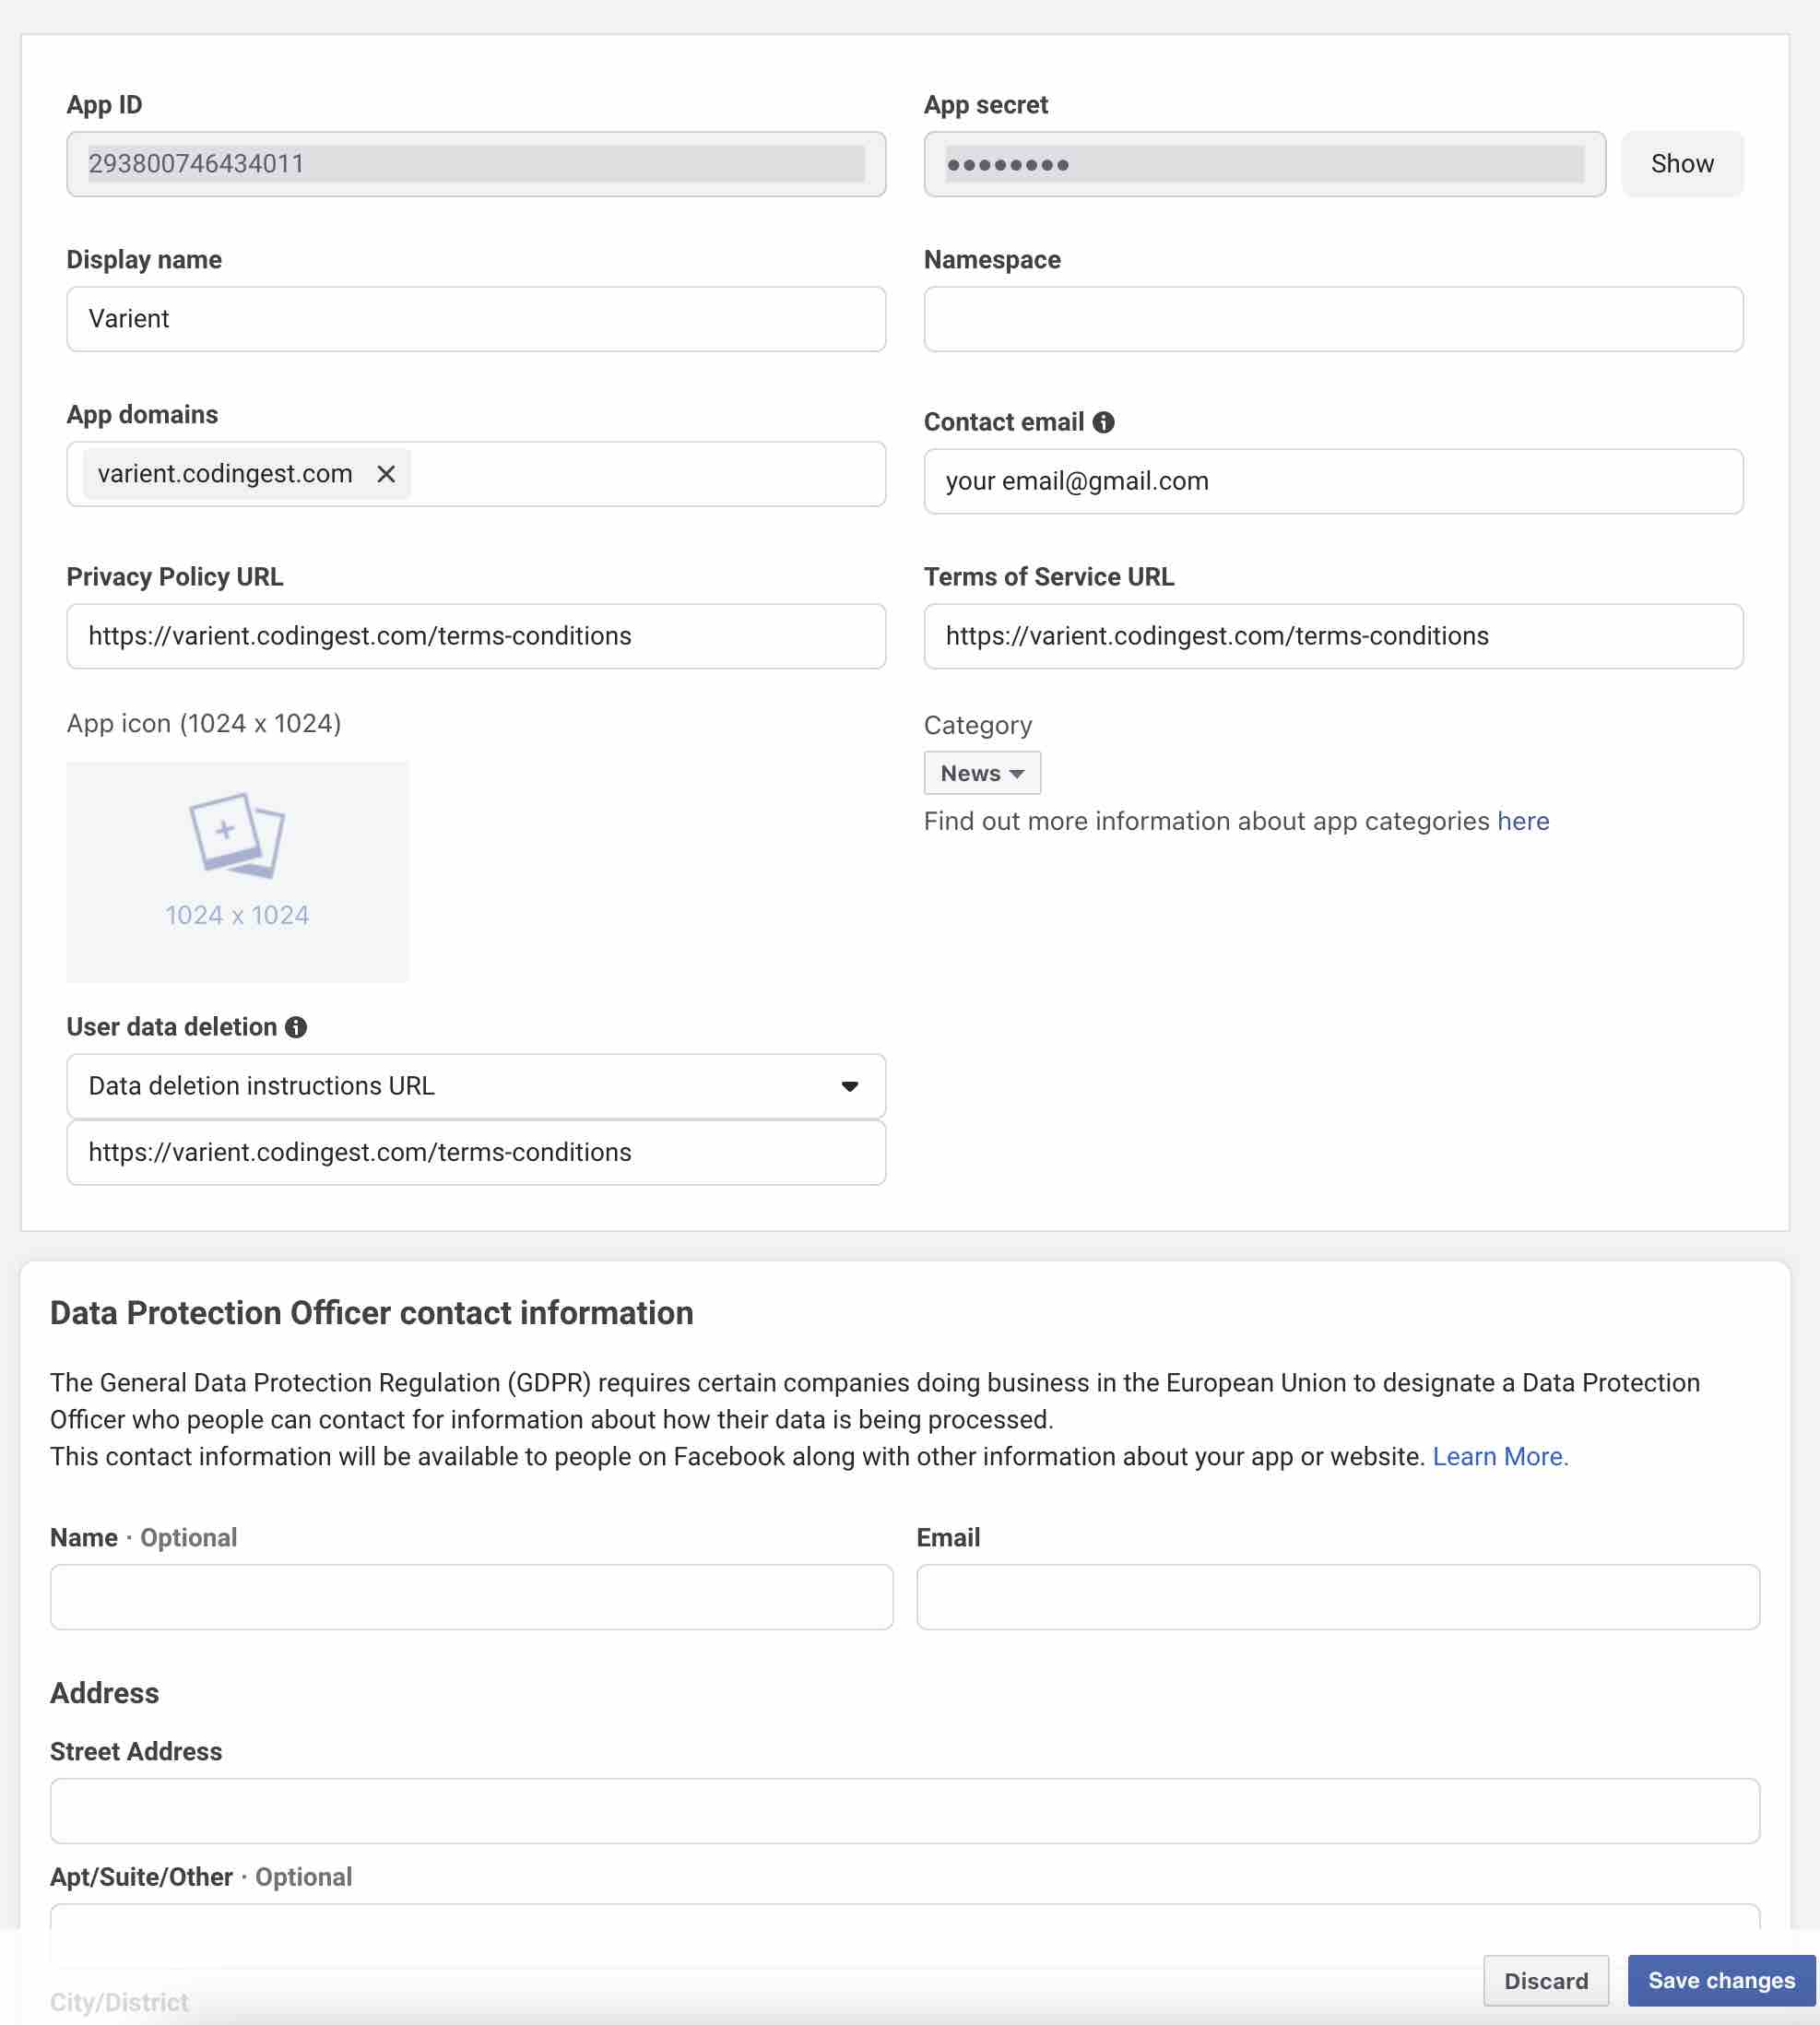 App ID
293800746434011
App secret
••••••••
Show
Display name
Varient
Namespace
App domains
varient.codingest.com
Contact email
your email@gmail.com
Privacy Policy URL
https://varient.codingest.com/terms-conditions
Terms of Service URL
https://varient.codingest.com/terms-conditions
App icon (1024 x 1024)
1024 x 1024
Category
News
Find out more information about app categories here
User data deletion
Data deletion instructions URL
https://varient.codingest.com/terms-conditions
Data Protection Officer contact information
The General Data Protection Regulation (GDPR) requires certain companies doing business in the European Union to designate a Data Protection
Officer who people can contact for information about how their data is being processed.
This contact information will be available to people on Facebook along with other information about your app or website. Learn More.
Name · Optional
Email
Address
Street Address
Apt/Suite/Other · Optional
City/District
Discard
Save changes